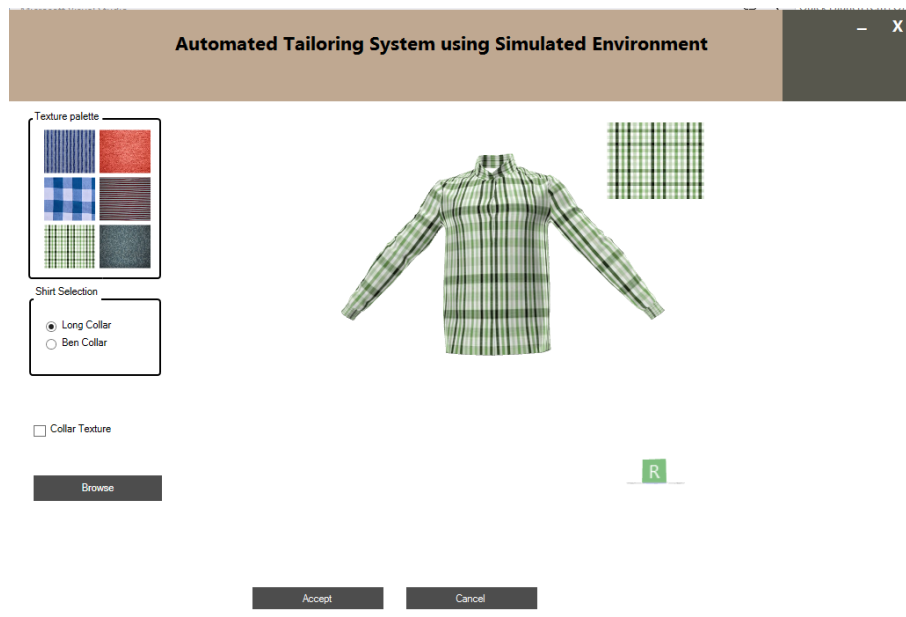 Automated Tailoring System using Simulated Environment
Texture palette
Shirt Selection
Long Collar
Ben Collar
Collar Texture
Browse
R
Accept
Cancel